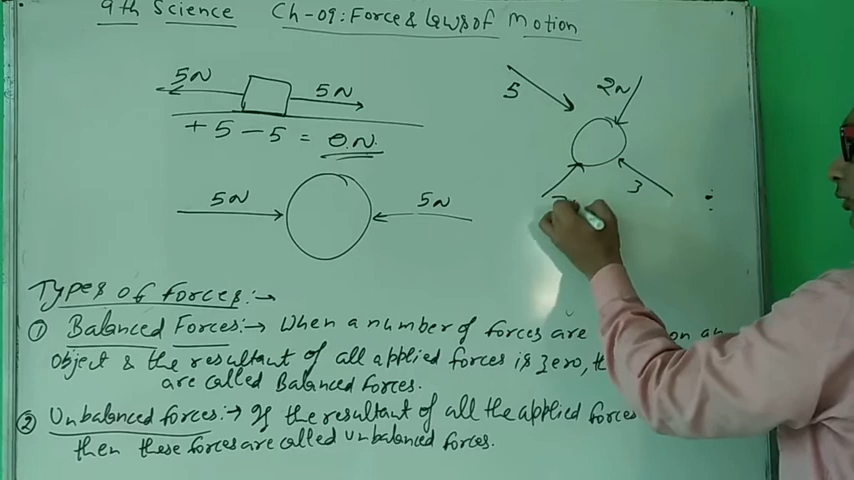 9th Science Ch-09: Force & laws of Motion
5N 5N
+5-5 = 0.N.
5N 5N
5 2N
3
Types of forces:→
① Balanced Forces:→ When a number of forces are on an
object & the resultant of all applied forces is zero,
are called Balanced forces.
② Unbalanced forces:→ If the resultant of all the applied forces
then these forces are called unbalanced forces.